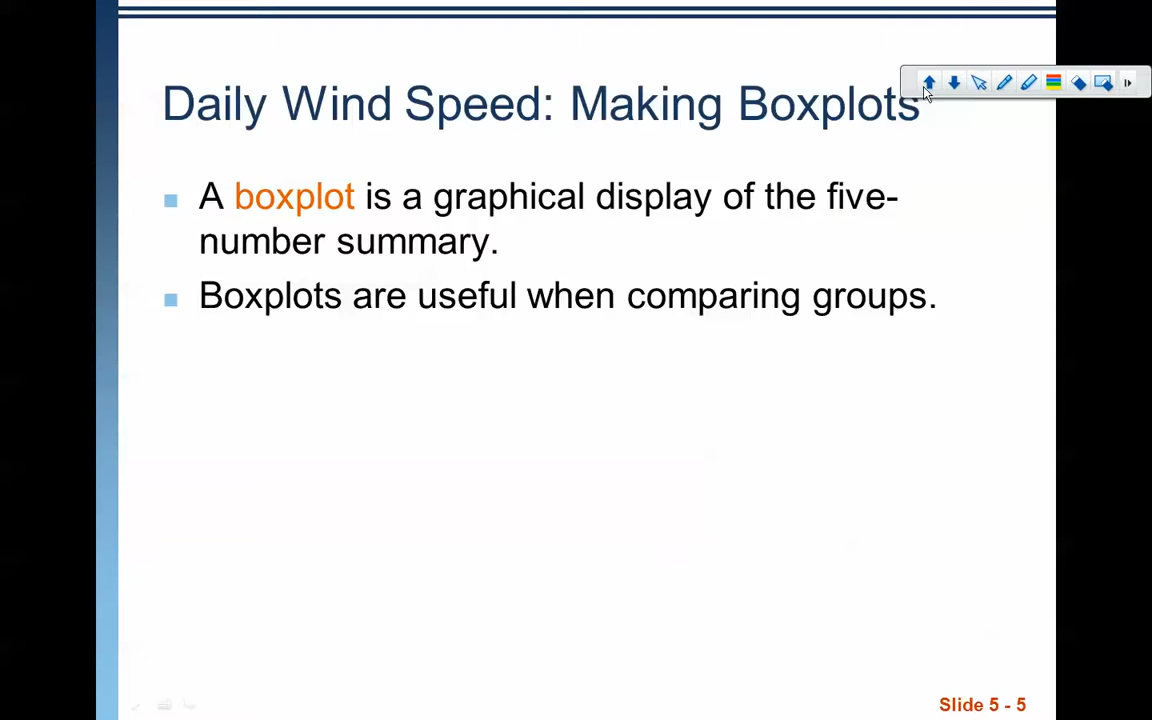 Daily Wind Speed: Making Boxplots
A boxplot is a graphical display of the five-
number summary.
Boxplots are useful when comparing groups.
Slide 5 - 5